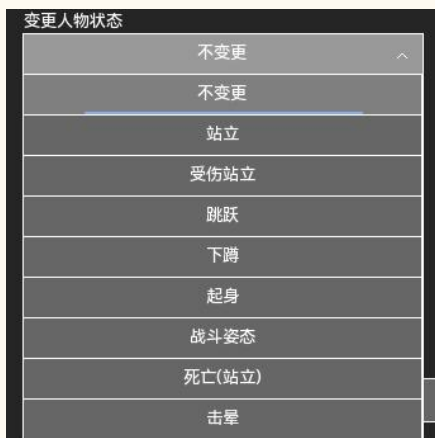 变更人物状态
不变更
不变更
站立
受伤站立
跳跃
下蹲
起身
战斗姿态
死亡(站立)
击晕